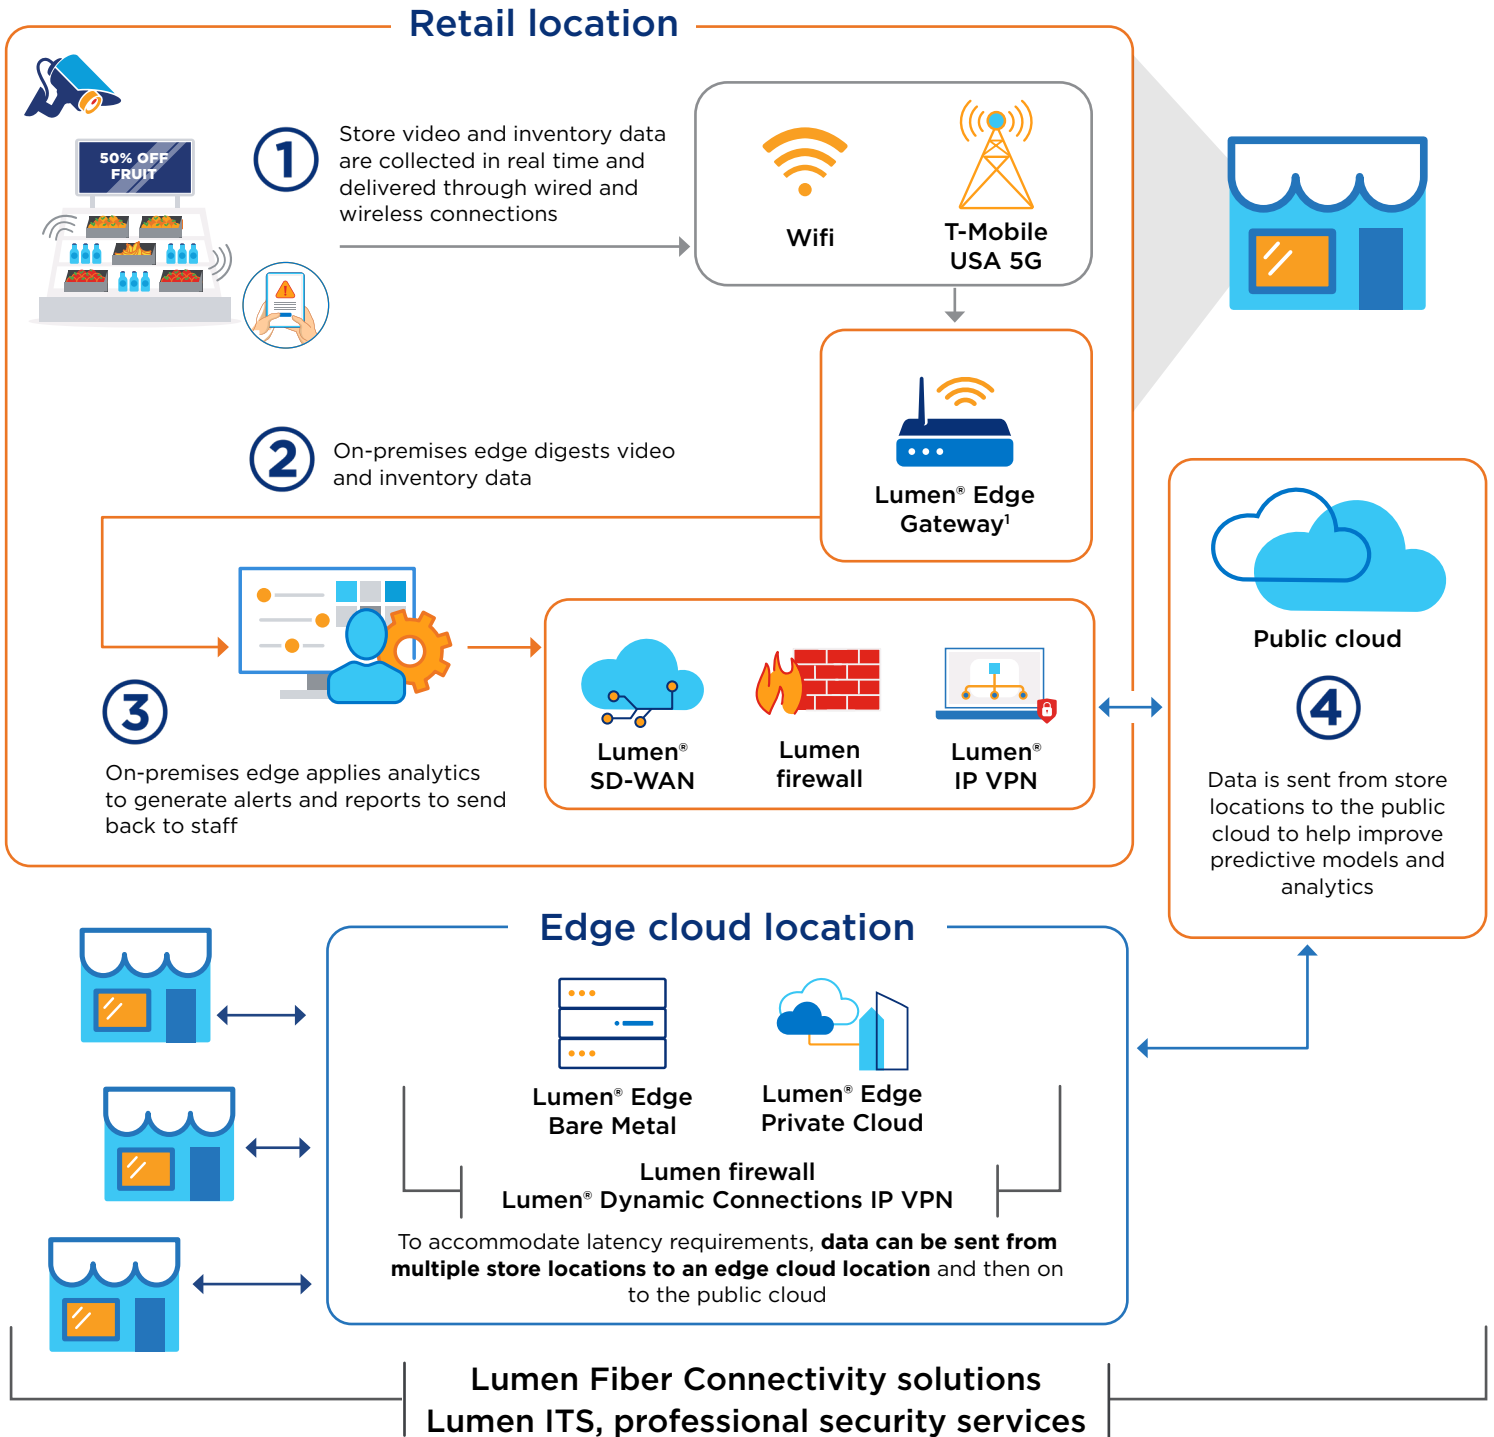 Retail location
50% OFF
FRUIT
1
Store video and inventory data
are collected in real time and
delivered through wired and
wireless connections
Wifi
T-Mobile
USA 5G
2
On-premises edge digests video
and inventory data
Lumen® Edge
Gateway¹
3
On-premises edge applies analytics
to generate alerts and reports to send
back to staff
Lumen®
SD-WAN
Lumen
firewall
Lumen®
IP VPN
Public cloud
4
Data is sent from store
locations to the public
cloud to help improve
predictive models and
analytics
Edge cloud location
Lumen® Edge
Bare Metal
Lumen® Edge
Private Cloud
Lumen firewall
Lumen® Dynamic Connections IP VPN
To accommodate latency requirements, data can be sent from
multiple store locations to an edge cloud location and then on
to the public cloud
Lumen Fiber Connectivity solutions
Lumen ITS, professional security services